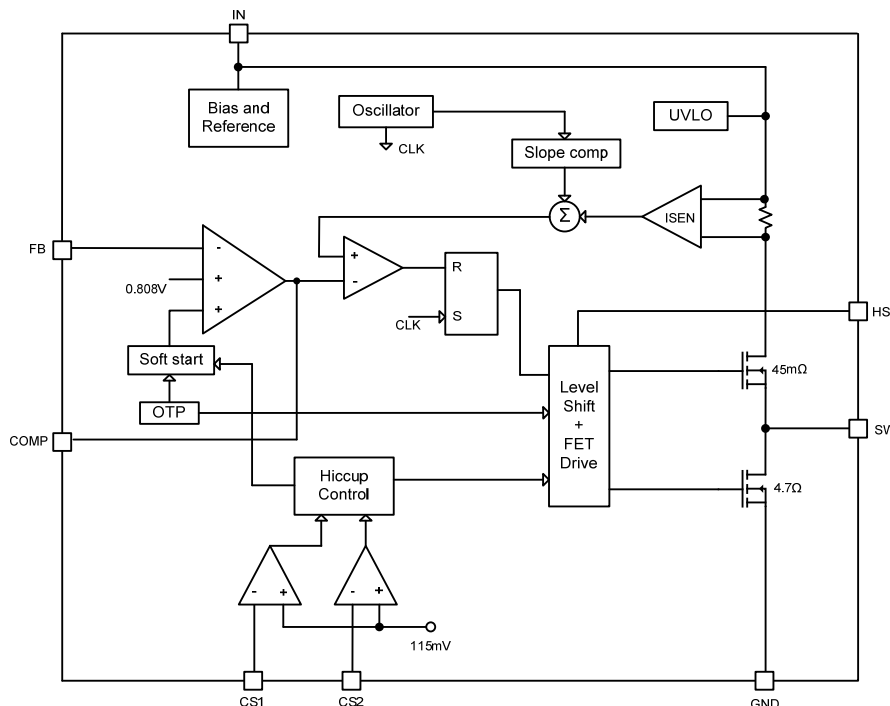 IN
Bias and
Reference
Oscillator
CLK
UVLO
Slope comp
Σ
ISEN
FB
-
+
0.808V
+
+
-
R
S
CLK
HS
Soft start
OTP
Level
Shift
+
FET
Drive
45mΩ
COMP
SW
Hiccup
Control
4.7Ω
- +
- +
115mV
CS1
CS2
GND